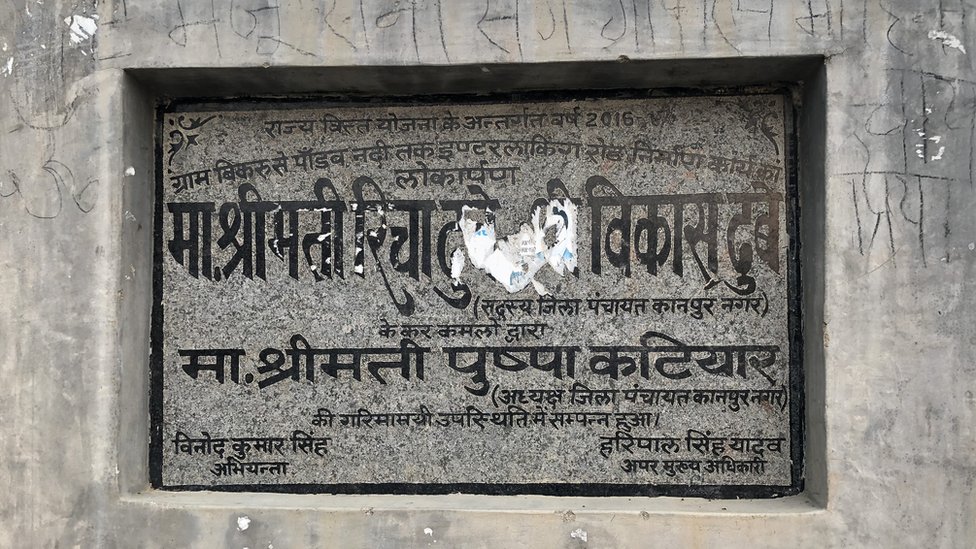 राज्य वित्त योजना के अन्तर्गत वर्ष 2016
ग्राम बिकरू से पाँडव नदी तक इण्टरलाकिंग रोड निर्माण कार्य का
लोकार्पण
मा. श्रीमती रिचा दुबे विकास दुबे
(सदस्य जिला पंचायत कानपुर नगर)
के कर कमलों द्वारा
मा. श्रीमती पुष्पा कटियार
(अध्यक्ष जिला पंचायत कानपुर नगर)
की गरिमामयी उपस्थिति में सम्पन्न हुआ।
विनोद कुमार सिंह
अभियन्ता
हरिपाल सिंह यादव
अपर मुख्य अधिकारी